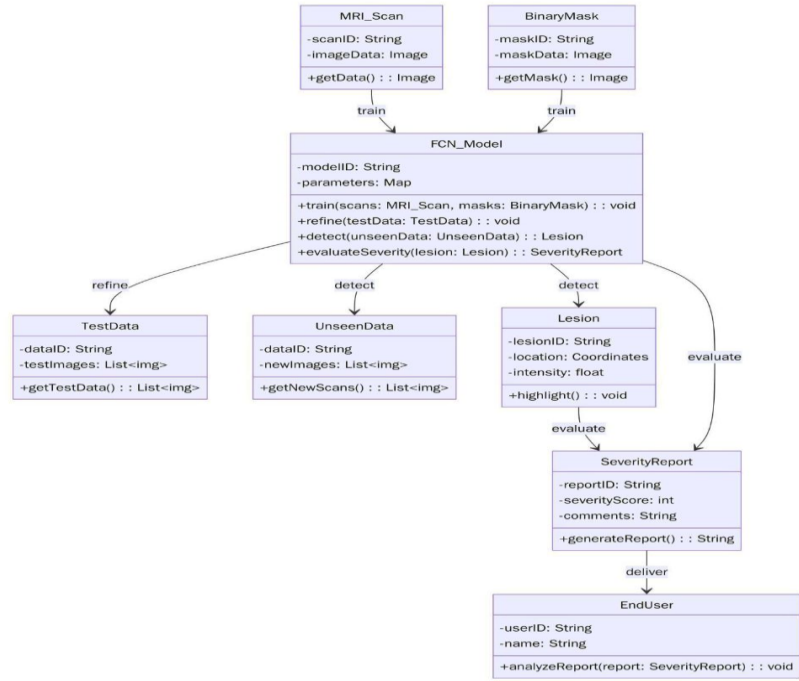 MRI_Scan
-scanID: String
-imageData: Image
+getData() : : Image
BinaryMask
-maskID: String
-maskData: Image
+getMask() : : Image
train
train
FCN_Model
-modelID: String
-parameters: Map
+train(scans: MRI_Scan, masks: BinaryMask) : : void
+refine(testData: TestData) : : void
+detect(unseenData: UnseenData) : : Lesion
+evaluateSeverity(lesion: Lesion) : : SeverityReport
refine
detect
detect
TestData
-dataID: String
-testImages: List<img>
+getTestData() : : List<img>
UnseenData
-dataID: String
-newImages: List<img>
+getNewScans() : : List<img>
Lesion
-lesionID: String
-location: Coordinates
-intensity: float
+highlight() : : void
evaluate
evaluate
SeverityReport
-reportID: String
-severityScore: int
-comments: String
+generateReport() : : String
deliver
EndUser
-userID: String
-name: String
+analyzeReport(report: SeverityReport) : : void